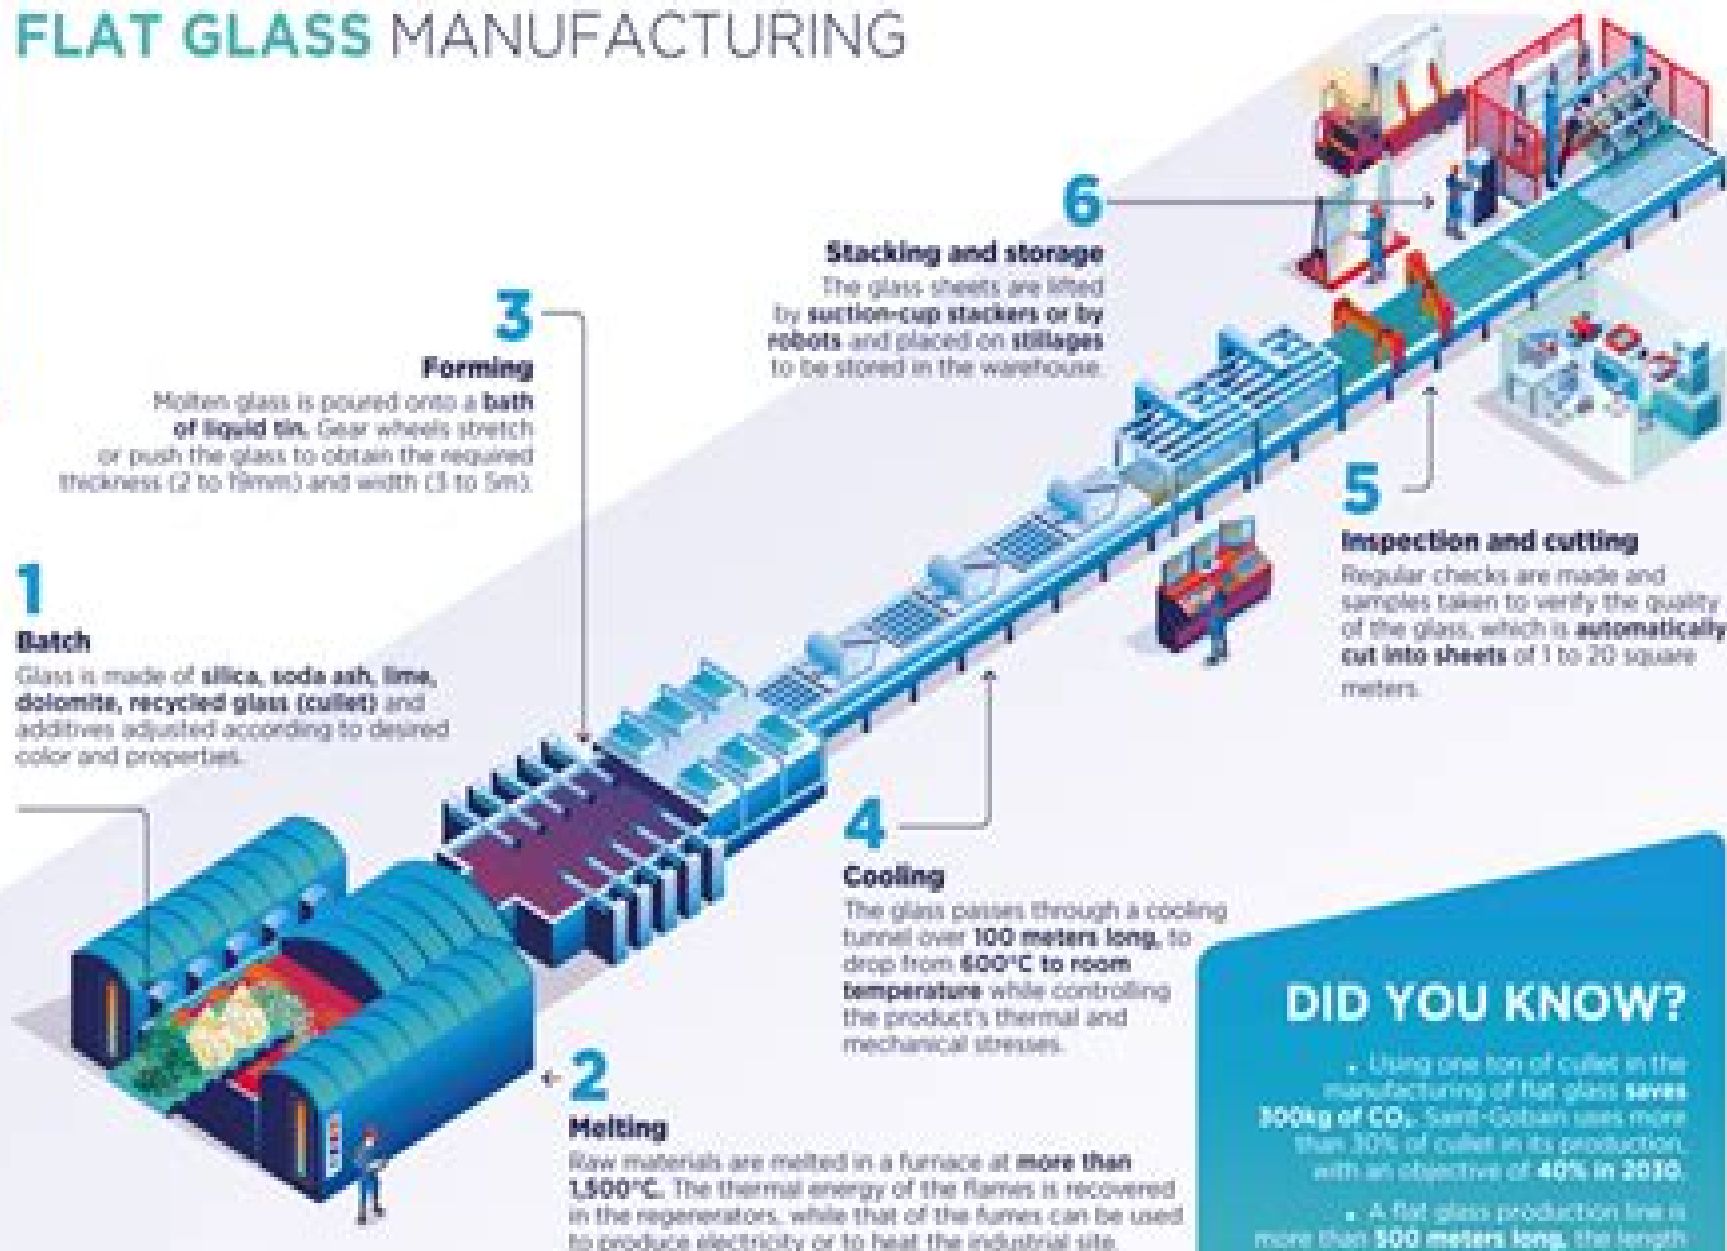 FLAT GLASS MANUFACTURING
1
Batch
Glass is made of silica, soda ash, lime,
dolomite, recycled glass (cullet) and
additives adjusted according to desired
color and properties.
2
Melting
Raw materials are melted in a furnace at more than
1,500°C. The thermal energy of the flames is recovered
in the regenerators, while that of the fumes can be used
to produce electricity or to heat the industrial site.
3
Forming
Molten glass is poured onto a bath
of liquid tin. Gear wheels stretch
or push the glass to obtain the required
thickness (2 to 19mm) and width (3 to 5m).
4
Cooling
The glass passes through a cooling
tunnel over 100 meters long, to
drop from 600°C to room
temperature while controlling
the product's thermal and
mechanical stresses.
5
Inspection and cutting
Regular checks are made and
samples taken to verify the quality
of the glass, which is automatically
cut into sheets of 1 to 20 square
meters.
6
Stacking and storage
The glass sheets are lifted
by suction-cup stackers or by
robots and placed on stillages
to be stored in the warehouse.
DID YOU KNOW?
• Using one ton of cullet in the
manufacturing of flat glass saves
300kg of CO₂. Saint-Gobain uses more
than 30% of cullet in its production,
with an objective of 40% in 2030.
• A flat glass production line is
more than 500 meters long, the length